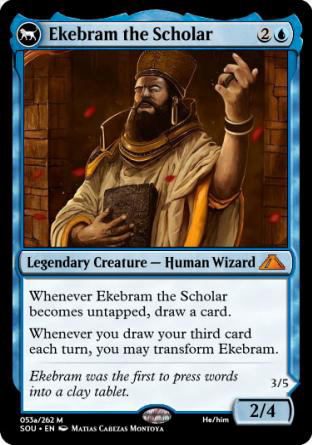 Ekebram the Scholar 2
Legendary Creature — Human Wizard
Whenever Ekebram the Scholar
becomes untapped, draw a card.
Whenever you draw your third card
each turn, you may transform Ekebram.
Ekebram was the first to press words
into a clay tablet.
3/5
2/4
053a/262 M
SOU • EN MATIAS CABEZAS MONTOYA
He/him